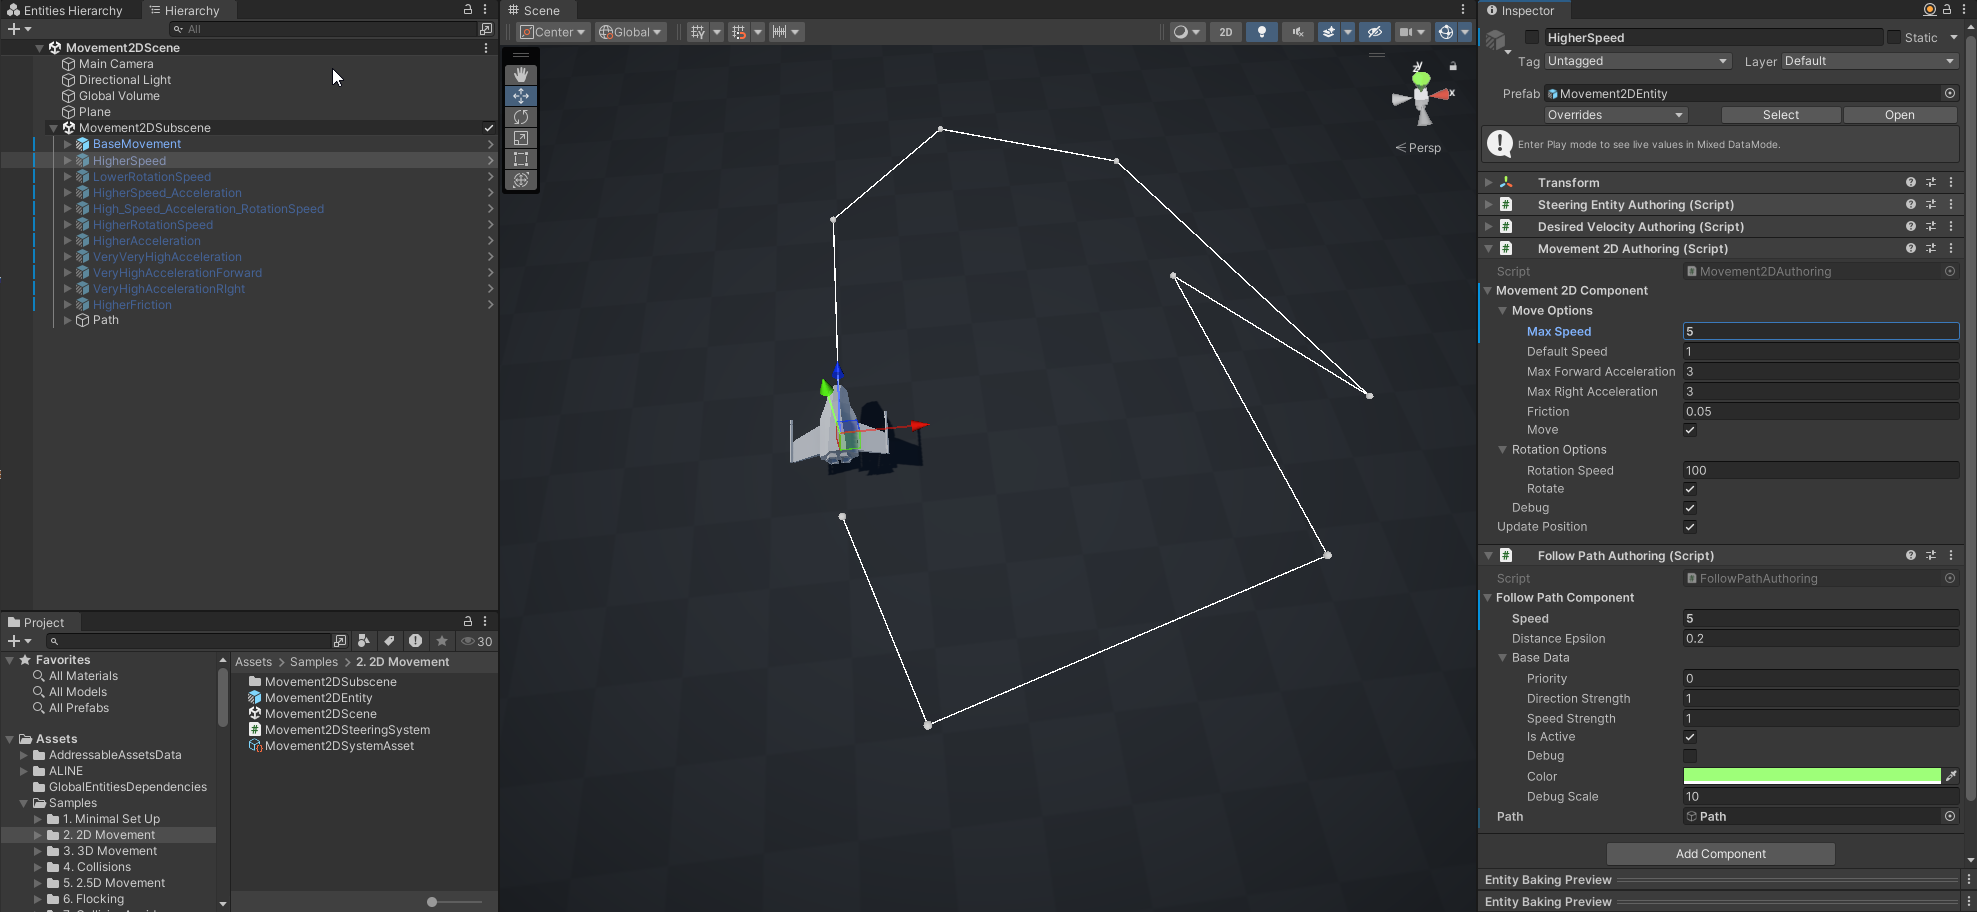 Entities Hierarchy
Hierarchy
All
Movement2DScene
Main Camera
Directional Light
Global Volume
Plane
Movement2DSubscene
BaseMovement
HigherSpeed
LowerRotationSpeed
HigherSpeed_Acceleration
High_Speed_Acceleration_RotationSpeed
HigherRotationSpeed
HigherAcceleration
VeryVeryHighAcceleration
VeryHighAccelerationForward
VeryHighAccelerationRIght
HigherFriction
Path
Project
30
Favorites
All Materials
All Models
All Prefabs
Assets
AddressableAssetsData
ALINE
GlobalEntitiesDependencies
Samples
1. Minimal Set Up
2. 2D Movement
3. 3D Movement
4. Collisions
5. 2.5D Movement
6. Flocking
Assets > Samples > 2. 2D Movement
Movement2DSubscene
Movement2DEntity
Movement2DScene
Movement2DSteeringSystem
Movement2DSystemAsset
Scene
Center
Global
2D
y
x
Persp
Inspector
HigherSpeed
Static
Tag Untagged
Layer Default
Prefab Movement2DEntity
Overrides
Select
Open
Enter Play mode to see live values in Mixed DataMode.
Transform
Steering Entity Authoring (Script)
Desired Velocity Authoring (Script)
Movement 2D Authoring (Script)
Script Movement2DAuthoring
Movement 2D Component
Move Options
Max Speed 5
Default Speed 1
Max Forward Acceleration 3
Max Right Acceleration 3
Friction 0.05
Move
Rotation Options
Rotation Speed 100
Rotate
Debug
Update Position
Follow Path Authoring (Script)
Script FollowPathAuthoring
Follow Path Component
Speed 5
Distance Epsilon 0.2
Base Data
Priority 0
Direction Strength 1
Speed Strength 1
Is Active
Debug
Color
Debug Scale 10
Path Path
Add Component
Entity Baking Preview
Entity Baking Preview